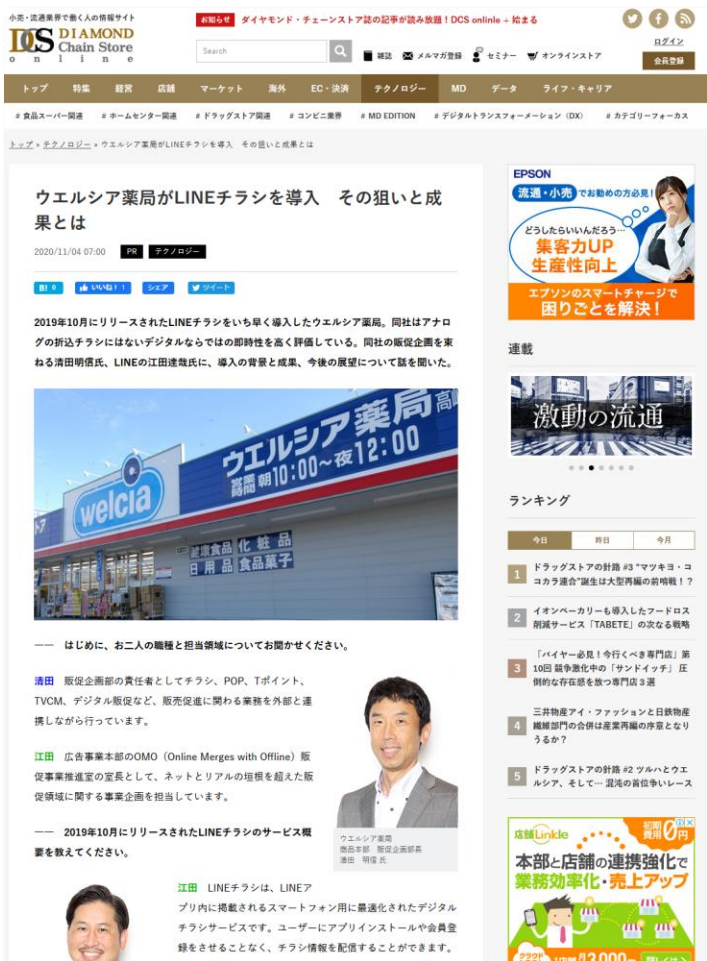 小売・流通業界で働く人の情報サイト
DCS DIAMOND Chain Store
online
お知らせ ダイヤモンド・チェーンストア誌の記事が読み放題！DCS onlinle + 始まる
Search
雑誌 メルマガ登録 セミナー オンラインストア
ログイン
会員登録
トップ 特集 経営 店舗 マーケット 海外 EC・決済 テクノロジー MD データ ライフ・キャリア
# 食品スーパー関連 # ホームセンター関連 # ドラッグストア関連 # コンビニ業界 # MD EDITION # デジタルトランスフォーメーション（DX） # カテゴリーフォーカス
トップ » テクノロジー » ウエルシア薬局がLINEチラシを導入　その狙いと成果とは
ウエルシア薬局がLINEチラシを導入　その狙いと成
果とは
2020/11/04 07:00 PR テクノロジー
B! 0 いいね！ 1 シェア ツイート
2019年10月にリリースされたLINEチラシをいち早く導入したウエルシア薬局。同社はアナロ
グの折込チラシにはないデジタルならではの即時性を高く評価している。同社の販促企画を束
ねる清田明信氏、LINEの江田達哉氏に、導入の背景と成果、今後の展望について話を聞いた。
welcia
ウエルシア薬局
朝10:00〜夜12:00
健康食品 化粧品
日用品 食品菓子
―― はじめに、お二人の職種と担当領域についてお聞かせください。
清田　販促企画部の責任者としてチラシ、POP、Tポイント、
TVCM、デジタル販促など、販売促進に関わる業務を外部と連
携しながら行っています。
江田　広告事業本部のOMO（Online Merges with Offline）販
促事業推進室の室長として、ネットとリアルの垣根を超えた販
促領域に関する事業企画を担当しています。
ウエルシア薬局
商品本部　販促企画部長
清田　明信 氏
―― 2019年10月にリリースされたLINEチラシのサービス概
要を教えてください。
江田　LINEチラシは、LINEア
プリ内に掲載されるスマートフォン用に最適化されたデジタル
チラシサービスです。ユーザーにアプリインストールや会員登
録をさせることなく、チラシ情報を配信することができます。
EPSON
流通・小売でお勤めの方必見！
どうしたらいいんだろう…
集客力UP
生産性向上
エプソンのスマートチャージで
困りごとを解決！
連載
激動の流通
ランキング
今日 昨日 今月
1 ドラッグストアの針路 #3 “マツキヨ・コ
コカラ連合”誕生は大型再編の前哨戦！？
2 イオンベーカリーも導入したフードロス
削減サービス「TABETE」の次なる戦略
3 「バイヤー必見！今行くべき専門店」第
10回 競争激化中の「サンドイッチ」 圧
倒的な存在感を放つ専門店３選
4 三井物産アイ・ファッションと日鉄物産
繊維部門の合併は産業再編の序章となり
うるか？
5 ドラッグストアの針路 #2 ツルハとウエ
ルシア、そして… 混沌の首位争いレース
店舗Linkle 初期費用0円
本部と店舗の連携強化で
業務効率化・売上アップ
クラウド 1店舗 月3,000円 詳しくは